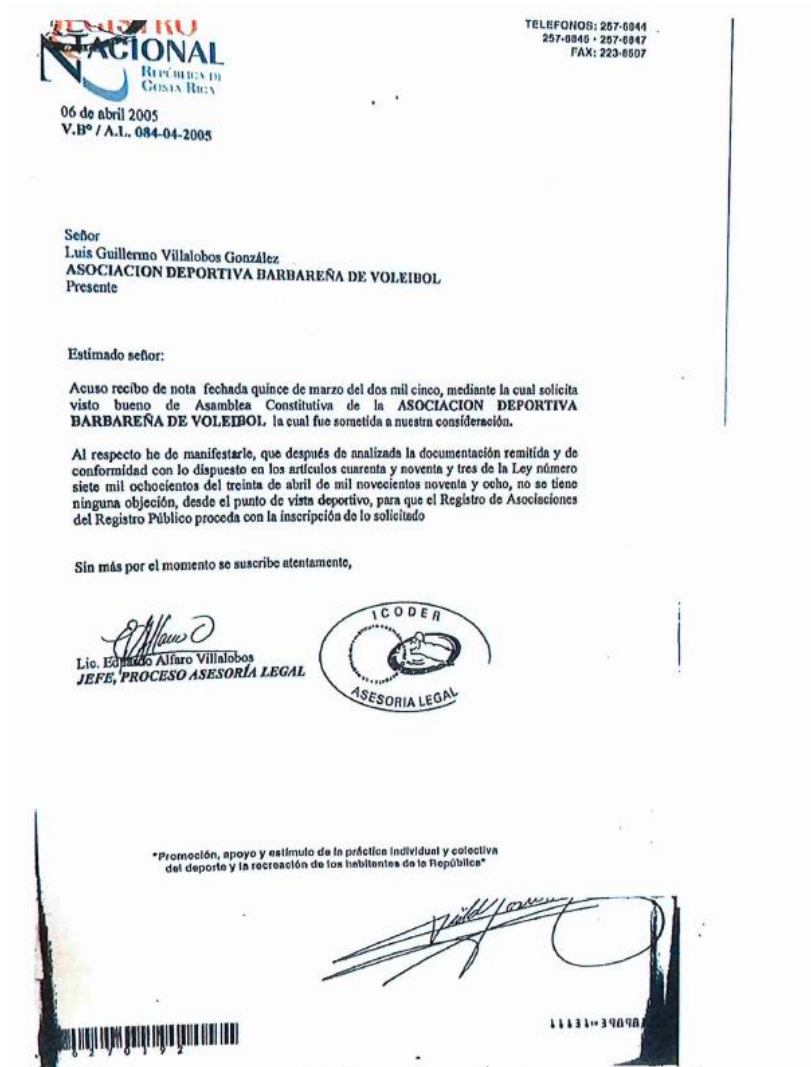 REGISTRO
NACIONAL
REPÚBLICA DE
COSTA RICA
TELEFONOS: 257-0844
257-0845 · 257-0847
FAX: 223-8507
06 de abril 2005
V.Bº / A.L. 084-04-2005
Señor
Luis Guillermo Villalobos González
ASOCIACION DEPORTIVA BARBAREÑA DE VOLEIBOL
Presente
Estimado señor:
Acuso recibo de nota fechada quince de marzo del dos mil cinco, mediante la cual solicita
visto bueno de Asamblea Constitutiva de la ASOCIACION DEPORTIVA
BARBAREÑA DE VOLEIBOL la cual fue sometida a nuestra consideración.
Al respecto he de manifestarle, que después de analizada la documentación remitida y de
conformidad con lo dispuesto en los artículos cuarenta y noventa y tres de la Ley número
siete mil ochocientos del treinta de abril de mil novecientos noventa y ocho, no se tiene
ninguna objeción, desde el punto de vista deportivo, para que el Registro de Asociaciones
del Registro Público proceda con la inscripción de lo solicitado
Sin más por el momento se suscribe atentamente,
Lic. Eduardo Alfaro Villalobos
JEFE, PROCESO ASESORÍA LEGAL
ICODER
ASESORIA LEGAL
"Promoción, apoyo y estímulo de la práctica individual y colectiva
del deporte y la recreación de los habitantes de la República"
6270192